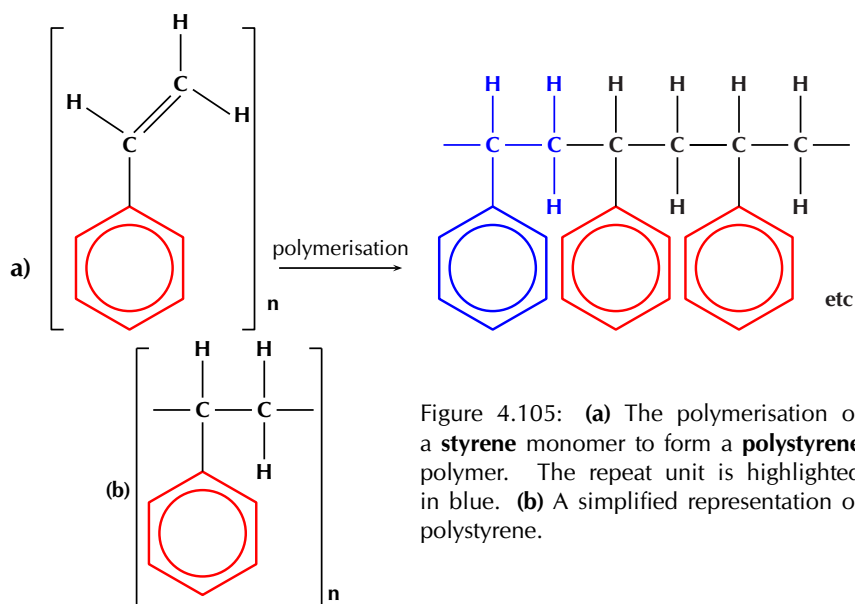 H
C
H
H
C
a)
n
polymerisation
H H H H H H
C C C C C C
H H H
etc
(b)
H H
C C
H
n
Figure 4.105: (a) The polymerisation o
a styrene monomer to form a polystyrene
polymer. The repeat unit is highlighted
in blue. (b) A simplified representation o
polystyrene.